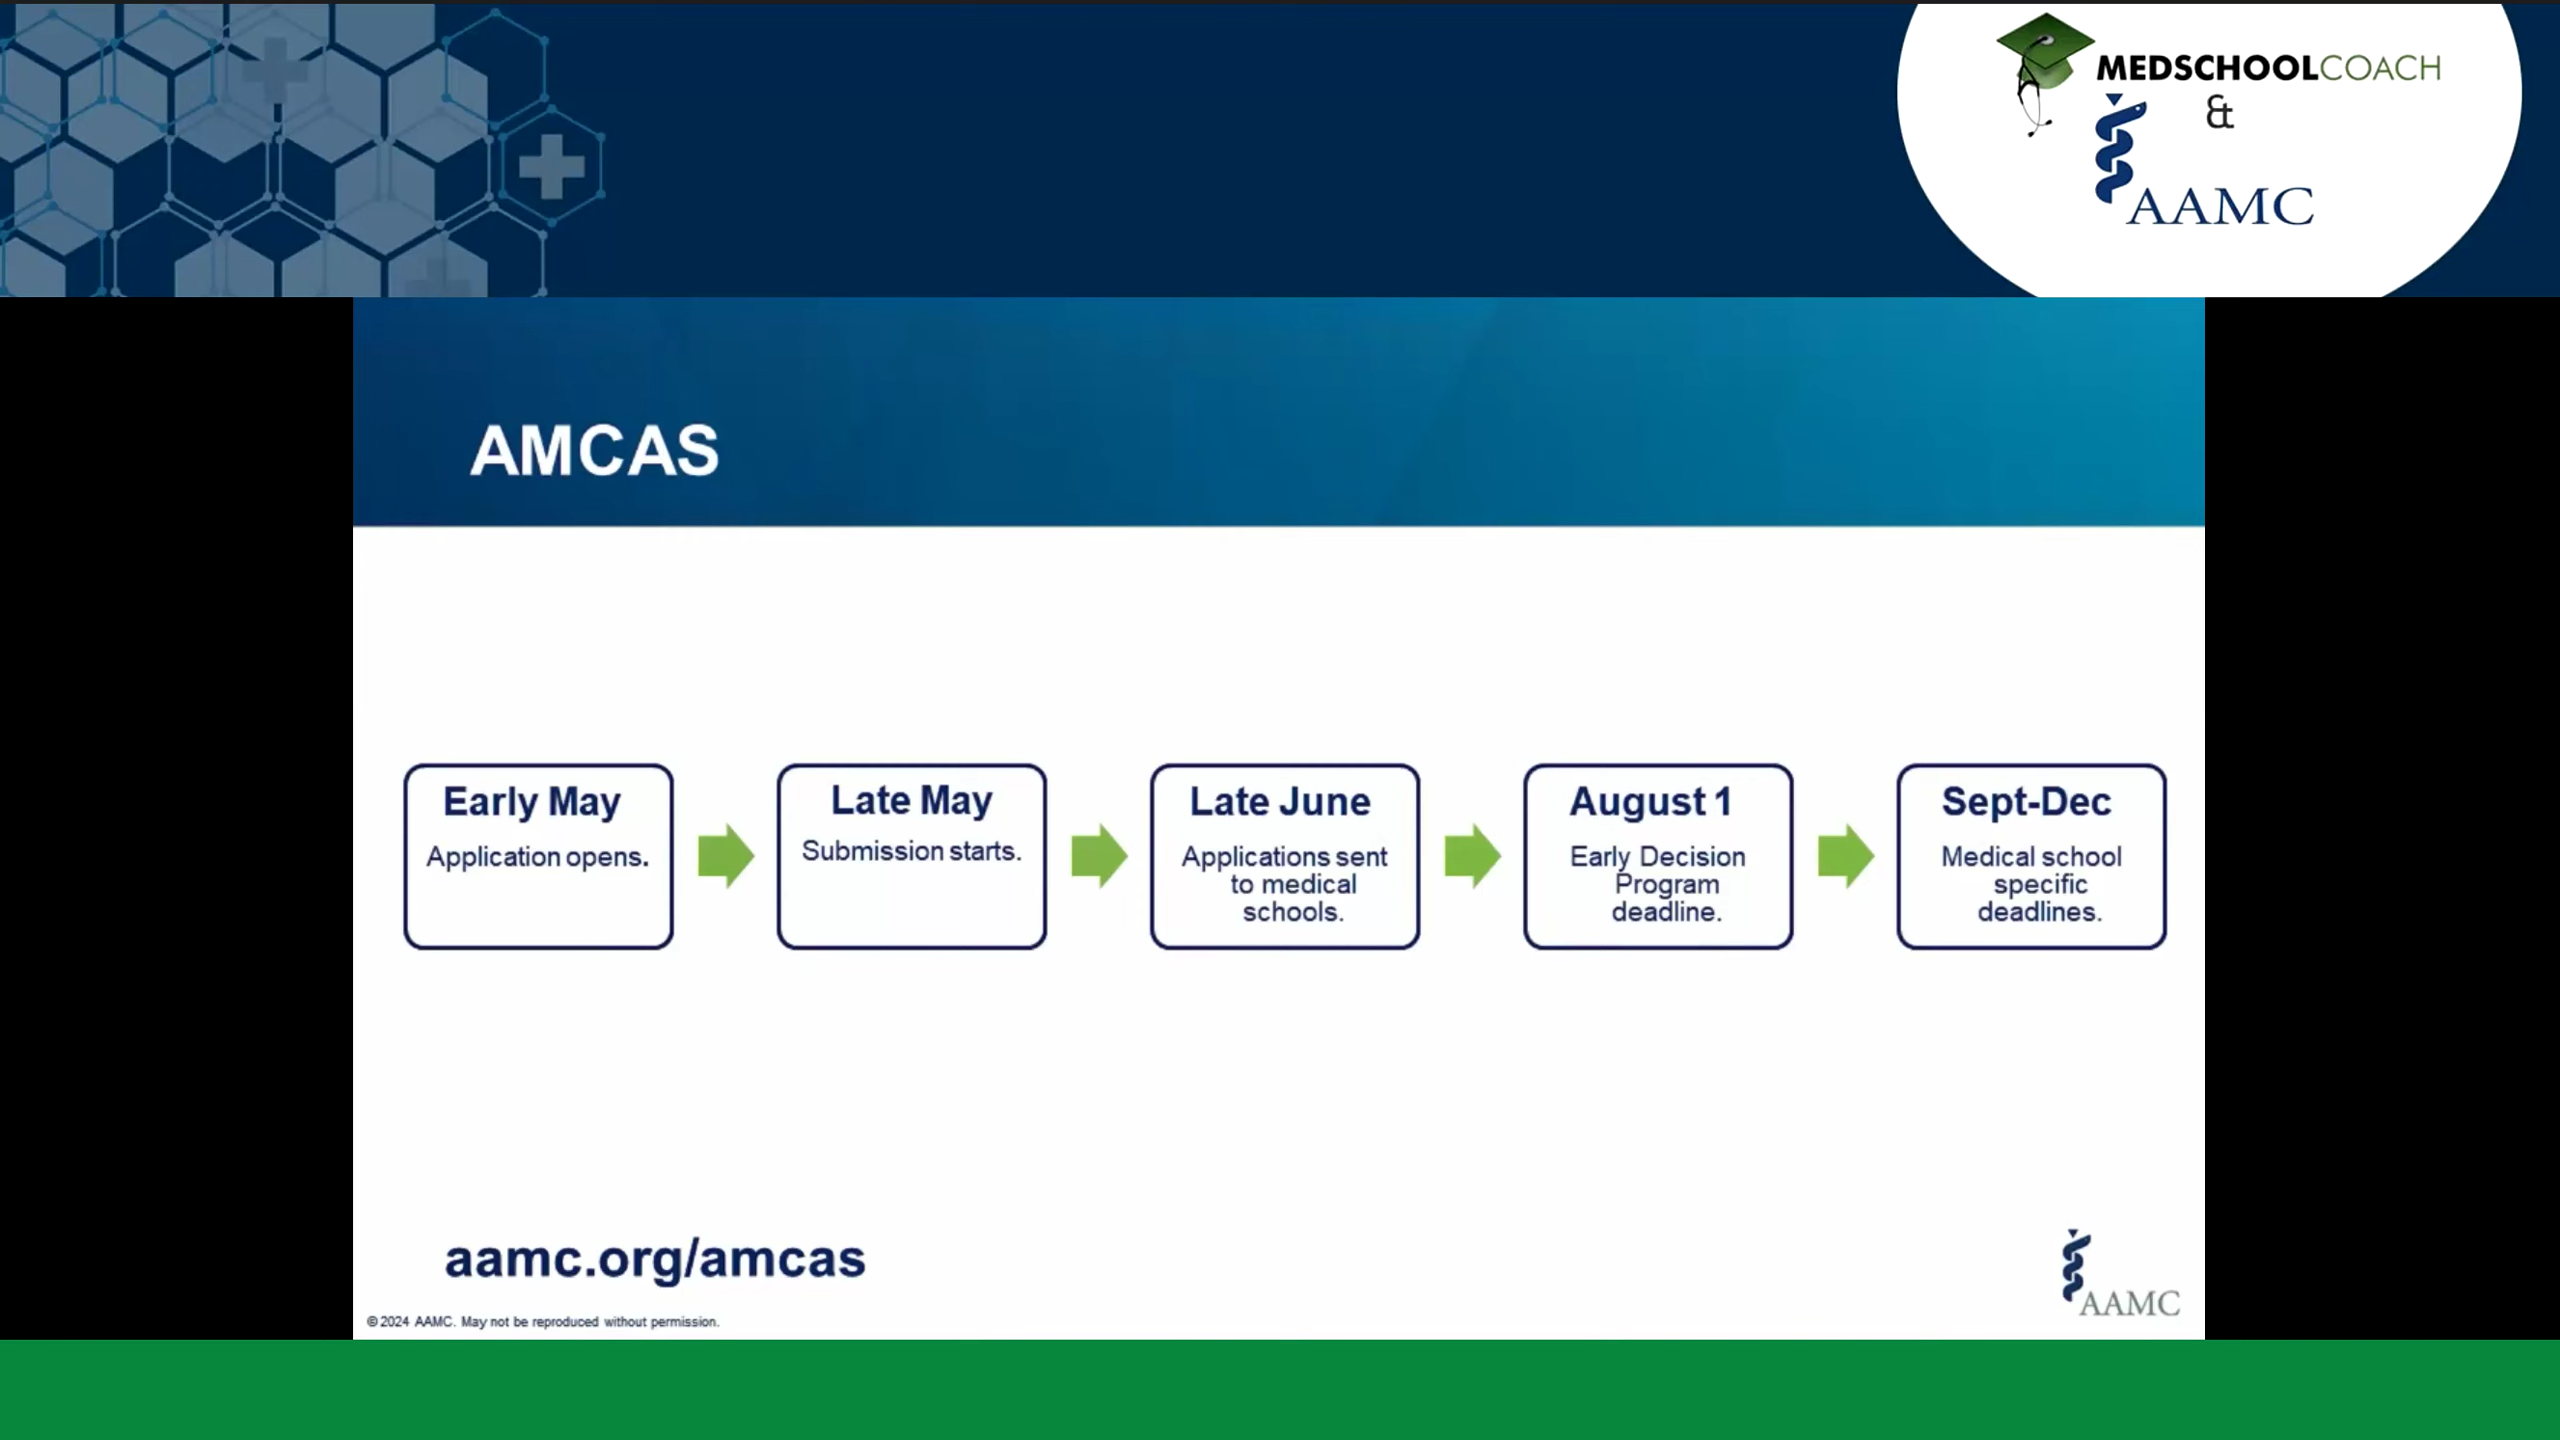 MEDSCHOOLCOACH
&
AAMC
AMCAS
Early May
Application opens.
Late May
Submission starts.
Late June
Applications sent
to medical
schools.
August 1
Early Decision
Program
deadline.
Sept-Dec
Medical school
specific
deadlines.
aamc.org/amcas
AAMC
©2024 AAMC. May not be reproduced without permission.